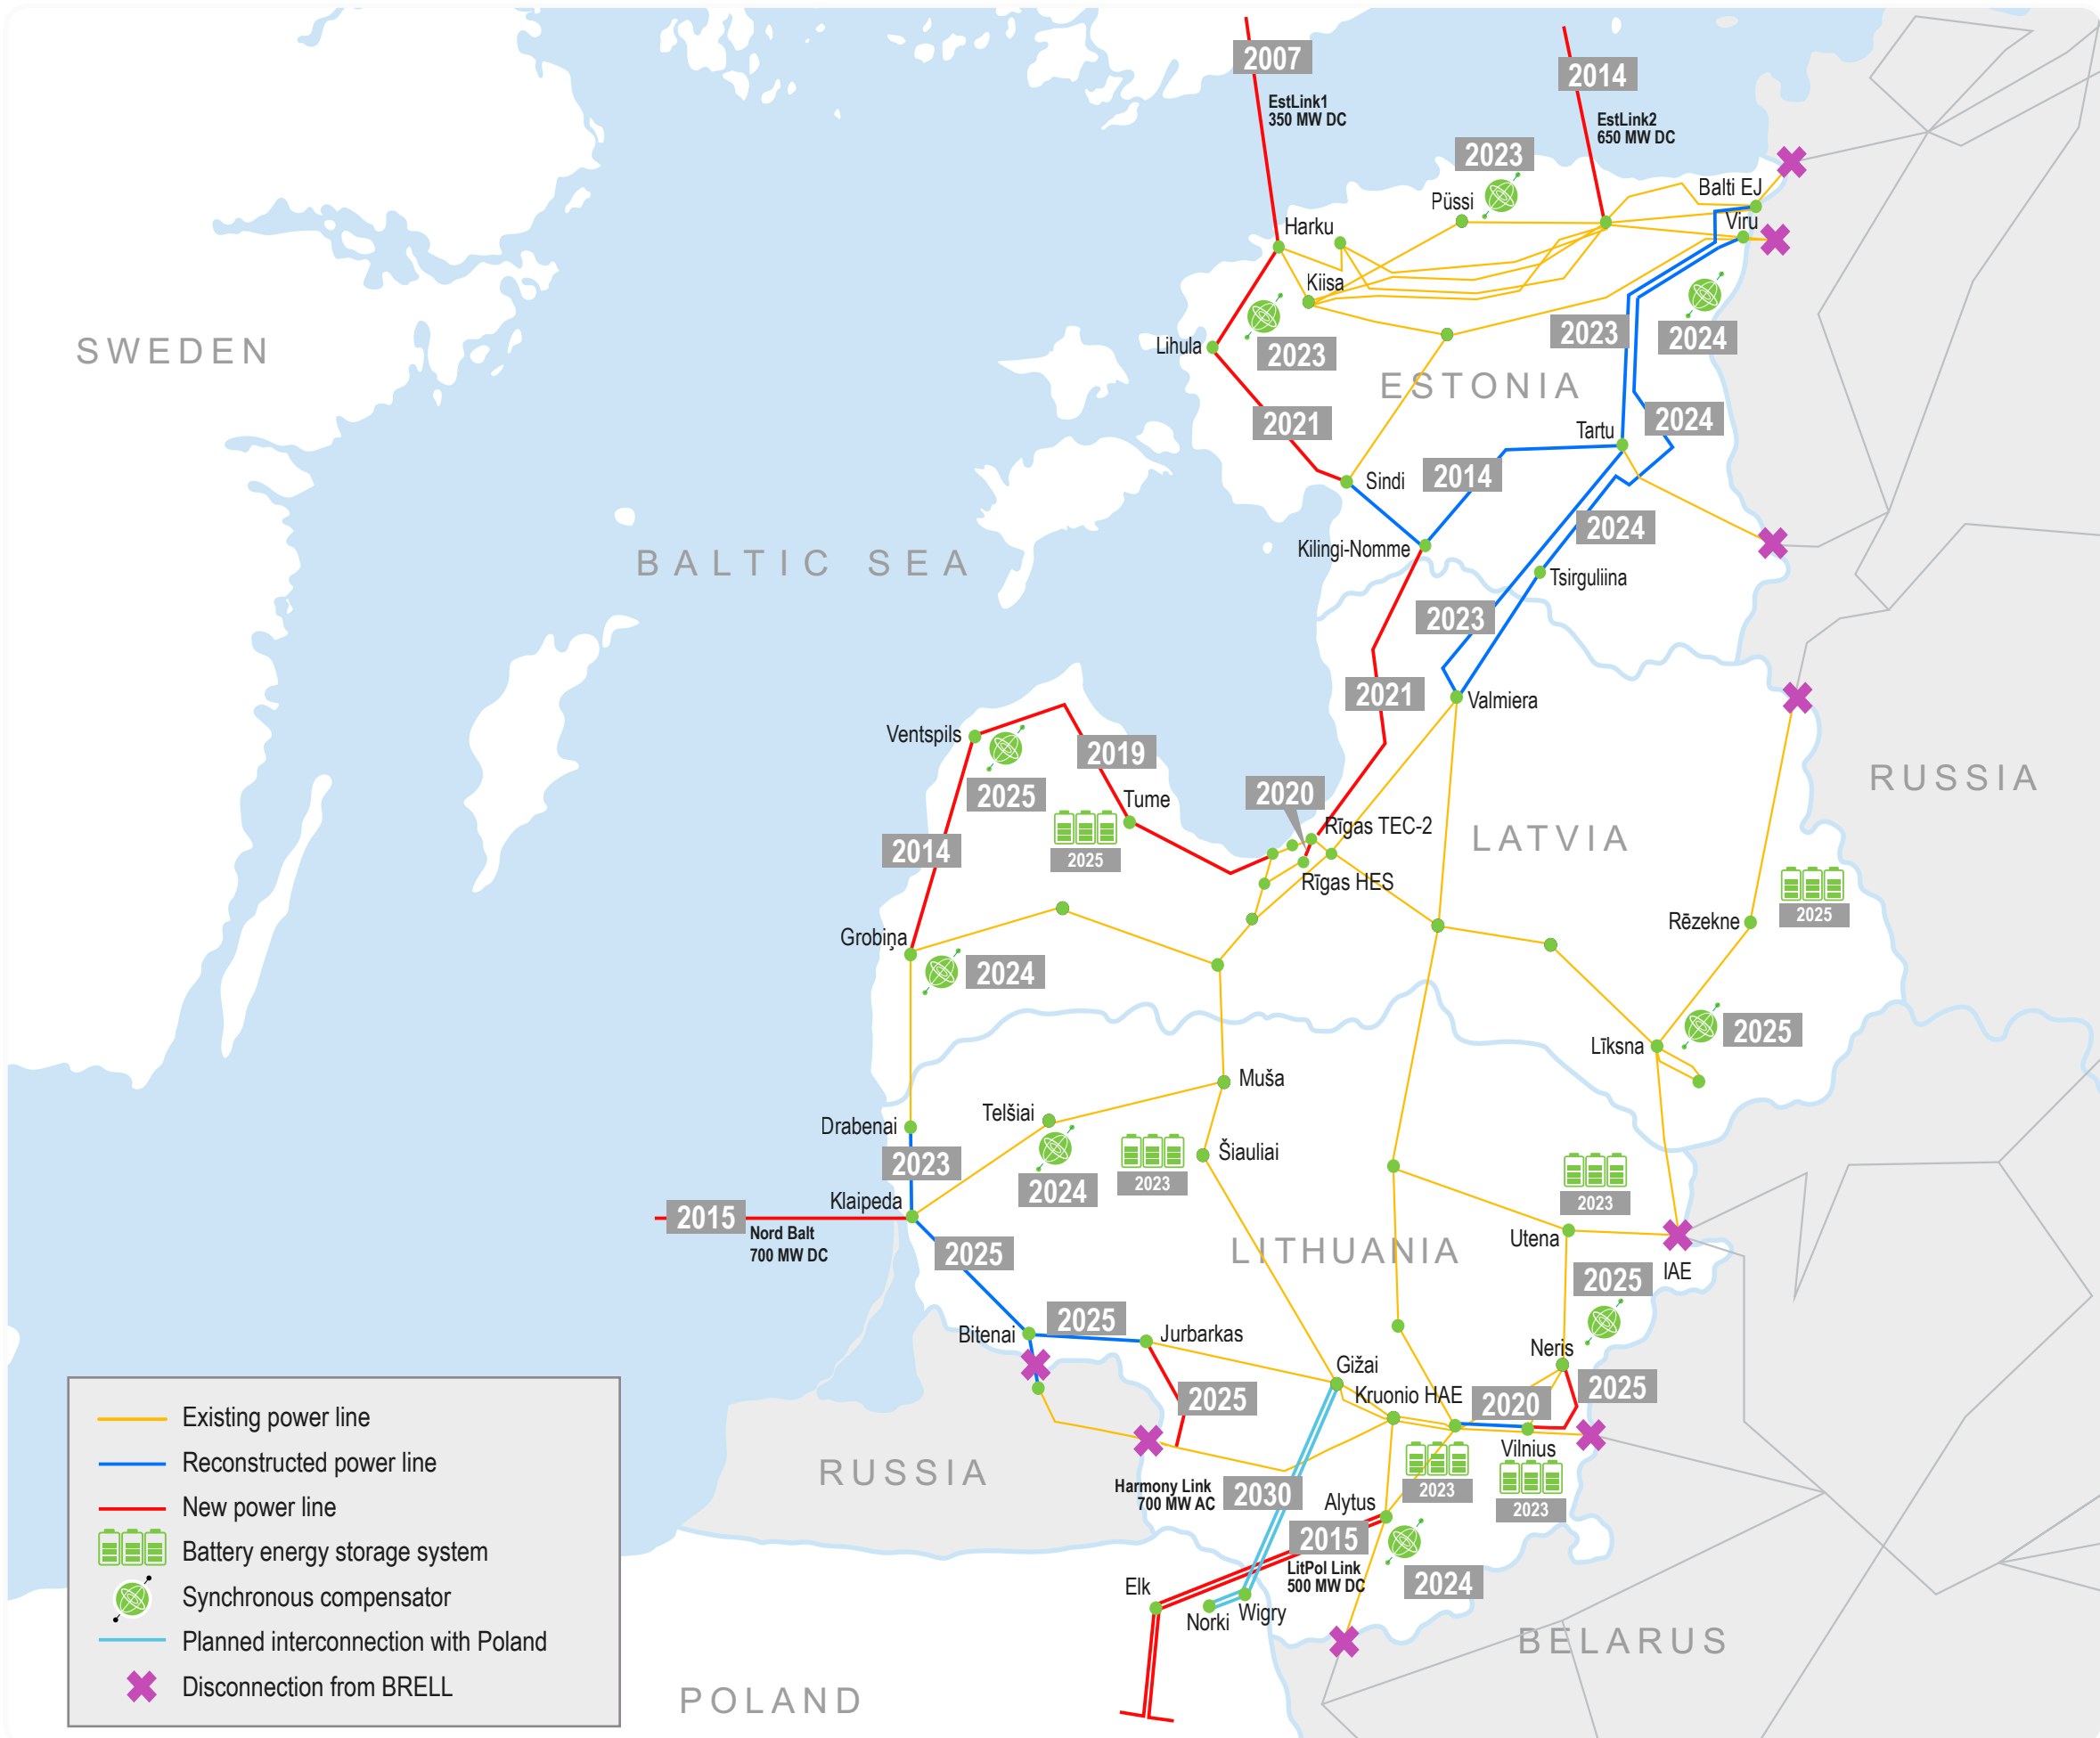 2007
2014
EstLink1
350 MW DC
EstLink2
650 MW DC
2023
Püssi
Balti EJ
Viru
Harku
Kiisa
2023
2024
2023
Lihula
SWEDEN
ESTONIA
2021
2024
Tartu
2014
Sindi
2024
Kilingi-Nomme
BALTIC SEA
Tsirguliina
2023
2021
Valmiera
Ventspils
2019
RUSSIA
2025
Tume
2020
Rīgas TEC-2
LATVIA
2014
2025
Rīgas HES
2025
Rēzekne
Grobiņa
2024
2025
Līksna
Muša
Telšiai
Drabenai
2023
Šiauliai
2024
2023
2023
Klaipeda
2015
Nord Balt
700 MW DC
2025
LITHUANIA
Utena
IAE
2025
2025
Bitenai
Jurbarkas
Neris
Gižai
Kruonio HAE
2025
2025
2020
Vilnius
Existing power line
Reconstructed power line
New power line
Battery energy storage system
Synchronous compensator
Planned interconnection with Poland
Disconnection from BRELL
RUSSIA
Harmony Link
700 MW AC
2030
2023
2023
Alytus
2015
LitPol Link
500 MW DC
2024
Elk
Norki
Wigry
BELARUS
POLAND